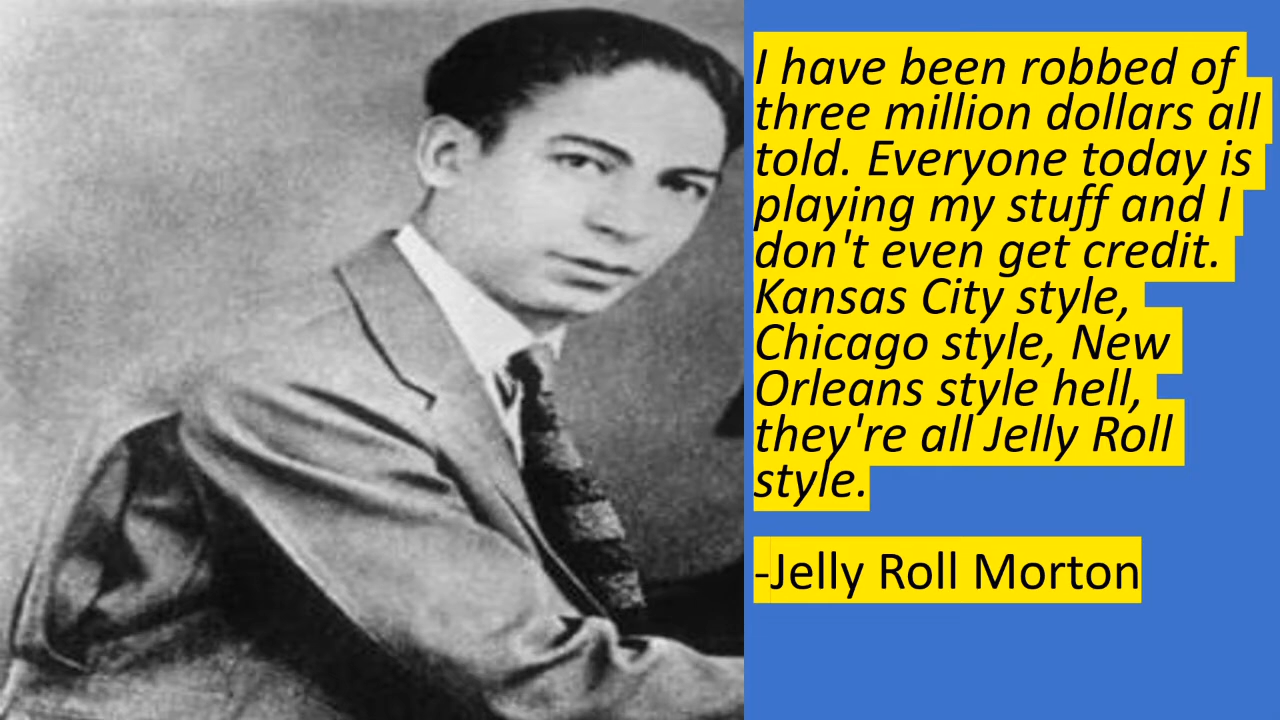 I have been robbed of
three million dollars all
told. Everyone today is
playing my stuff and I
don't even get credit.
Kansas City style,
Chicago style, New
Orleans style hell,
they're all Jelly Roll
style.
-Jelly Roll Morton